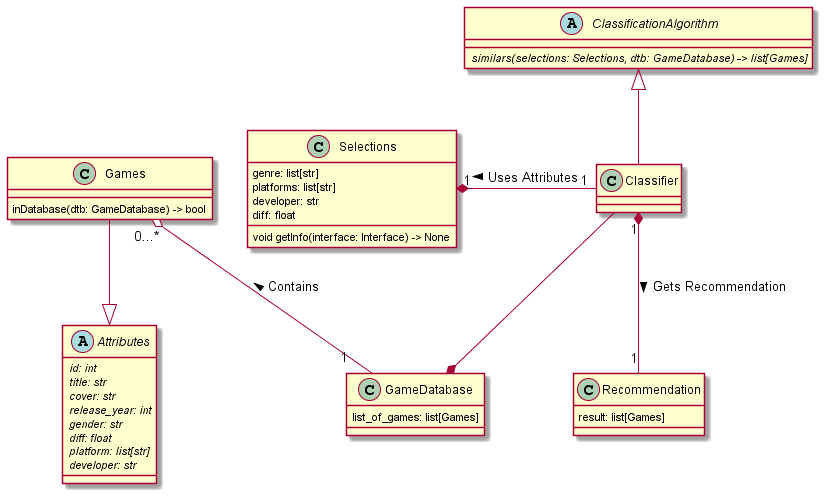 A ClassificationAlgorithm
similars(selections: Selections, dtb: GameDatabase) -> list[Games]
C Selections
genre: list[str]
platforms: list[str]
developer: str
diff: float
void getInfo(interface: Interface) -> None
C Games
inDatabase(dtb: GameDatabase) -> bool
C Classifier
1 Uses Attributes 1
0...*
1
Contains
Gets Recommendation
A Attributes
id: int
title: str
cover: str
release_year: int
gender: str
diff: float
platform: list[str]
developer: str
1
1
C GameDatabase
list_of_games: list[Games]
C Recommendation
result: list[Games]